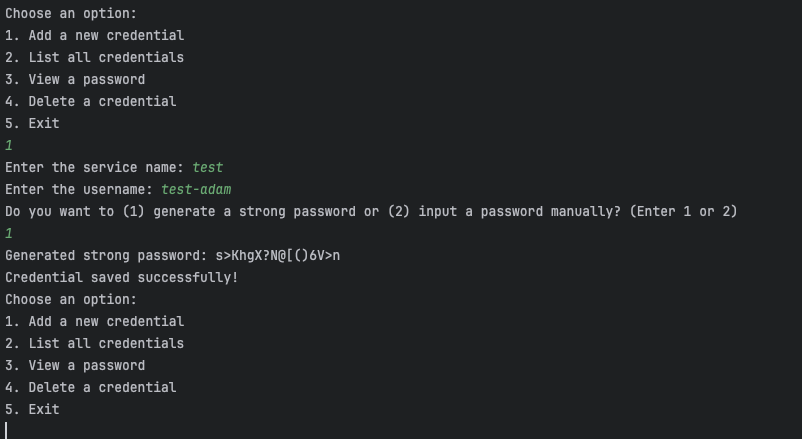 Choose an option:
1. Add a new credential
2. List all credentials
3. View a password
4. Delete a credential
5. Exit
1
Enter the service name: test
Enter the username: test-adam
Do you want to (1) generate a strong password or (2) input a password manually? (Enter 1 or 2)
1
Generated strong password: s>KhgX?N@[()6V>n
Credential saved successfully!
Choose an option:
1. Add a new credential
2. List all credentials
3. View a password
4. Delete a credential
5. Exit